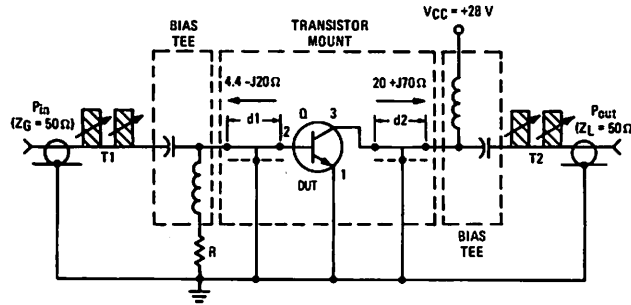 BIAS
TEE
TRANSISTOR
MOUNT
VCC = +28 V
4.4 -J20Ω
20 +J70Ω
Pin
(ZG = 50Ω)
T1
d1
2
Q
3
d2
DUT
1
R
T2
Pout
(ZL = 50Ω)
BIAS
TEE